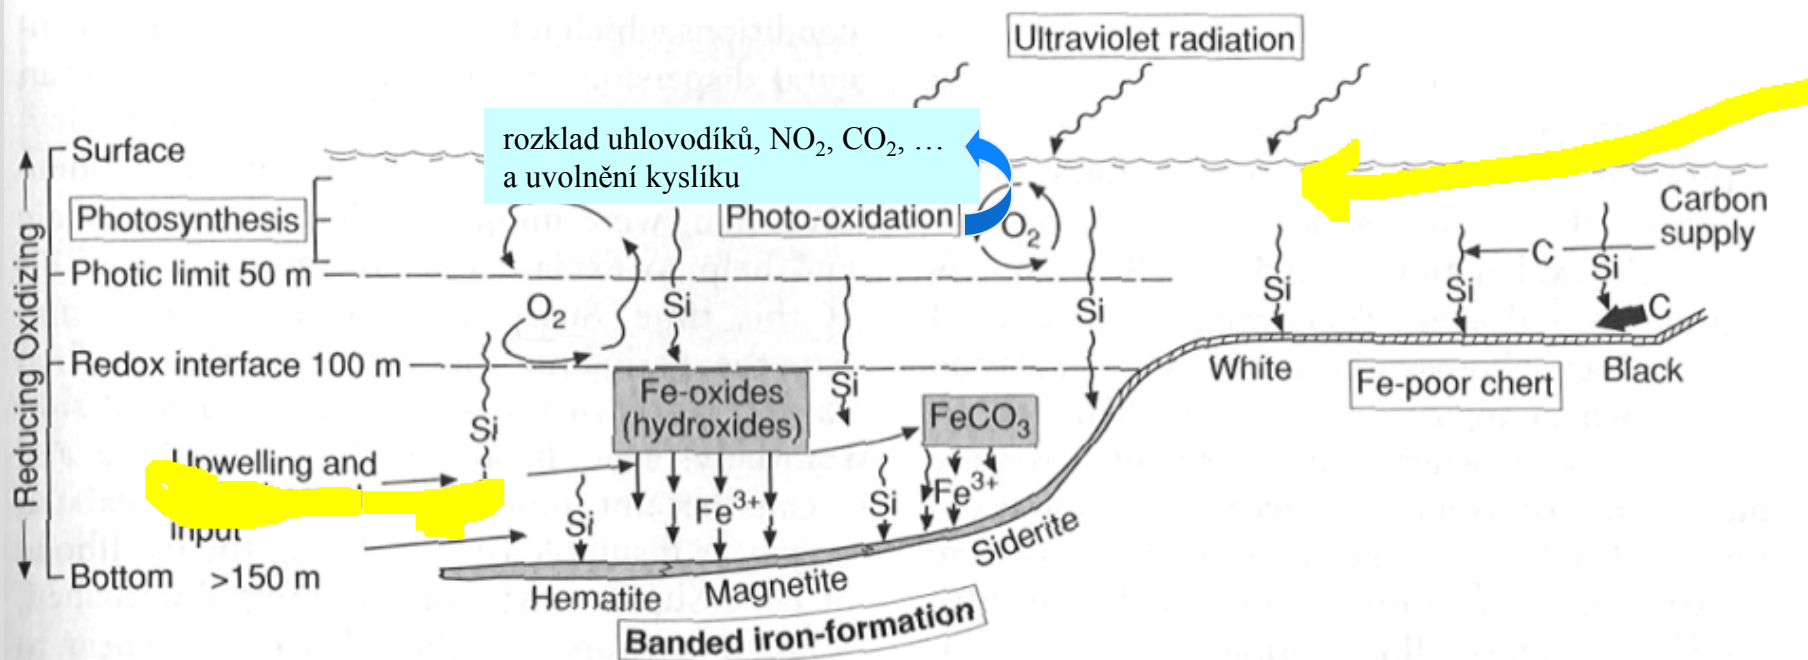 Ultraviolet radiation
rozklad uhlovodíků, NO₂, CO₂, …
a uvolnění kyslíku
Surface
Photosynthesis
Photo-oxidation
O₂
Carbon
supply
C
Si
Photic limit 50 m
Si
Si
Si
Si
C
O₂
Redox interface 100 m
White
Fe-poor chert
Black
Reducing Oxidizing
Fe-oxides
(hydroxides)
Si
FeCO₃
Si
Upwelling and
Input
Si
Fe³⁺
Si
Fe³⁺
Siderite
Bottom >150 m
Hematite
Magnetite
Banded iron-formation